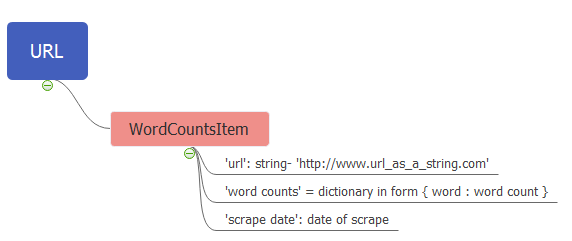 URL
WordCountsItem
'url': string- 'http://www.url_as_a_string.com'
'word counts' = dictionary in form { word : word count }
'scrape date': date of scrape